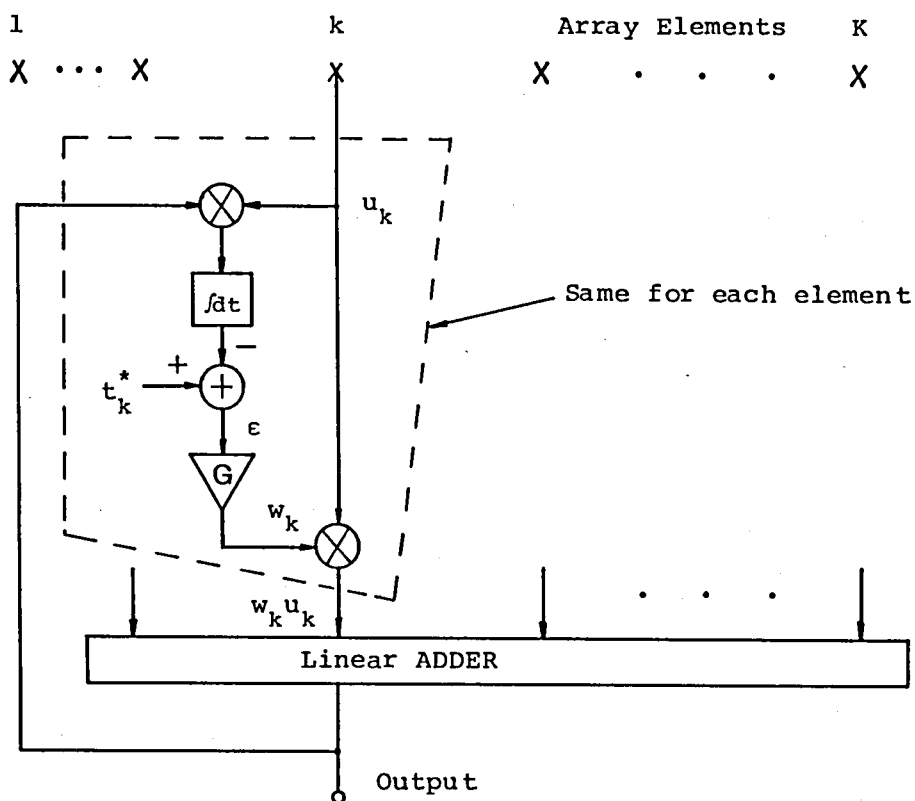 1 k Array Elements K
X ··· X X X · · · X
u_k
Same for each element
∫dt
−
+
t_k^* +
ε
G
w_k
w_k u_k · · ·
Linear ADDER
Output